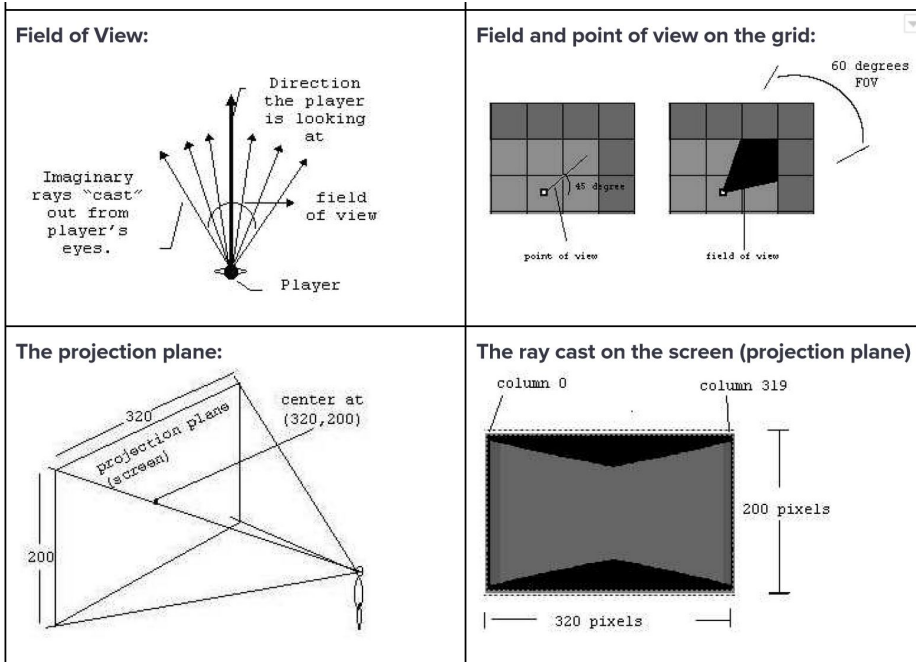 Field of View:
Direction
the player
is looking
at
Imaginary
rays “cast”
out from
player’s
eyes.
field
of view
Player
Field and point of view on the grid:
60 degrees
FOV
45 degree
point of view
field of view
The projection plane:
320
projection plane
(screen)
center at
(320,200)
200
The ray cast on the screen (projection plane)
column 0
column 319
200 pixels
320 pixels